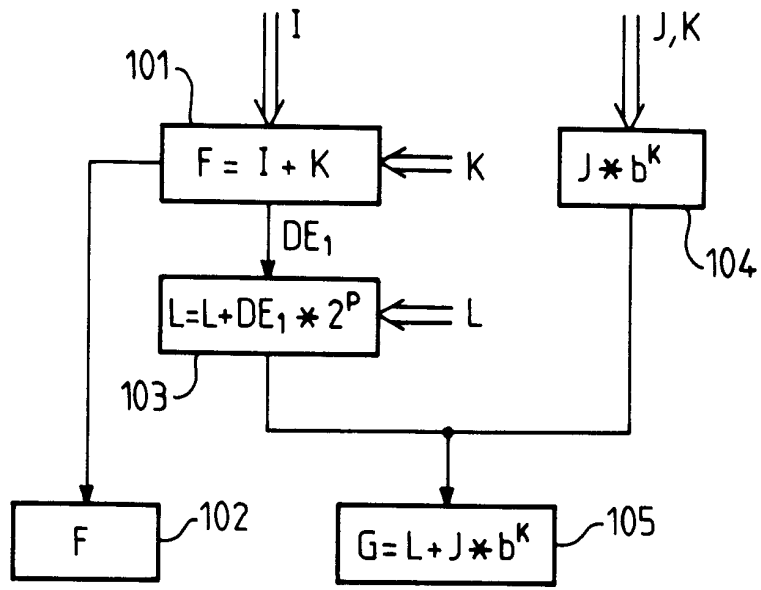 I
J,K
101
F = I + K
K
J * b^K
DE₁
104
L=L+DE₁ * 2^P
L
103
102
F
105
G=L+J*b^K